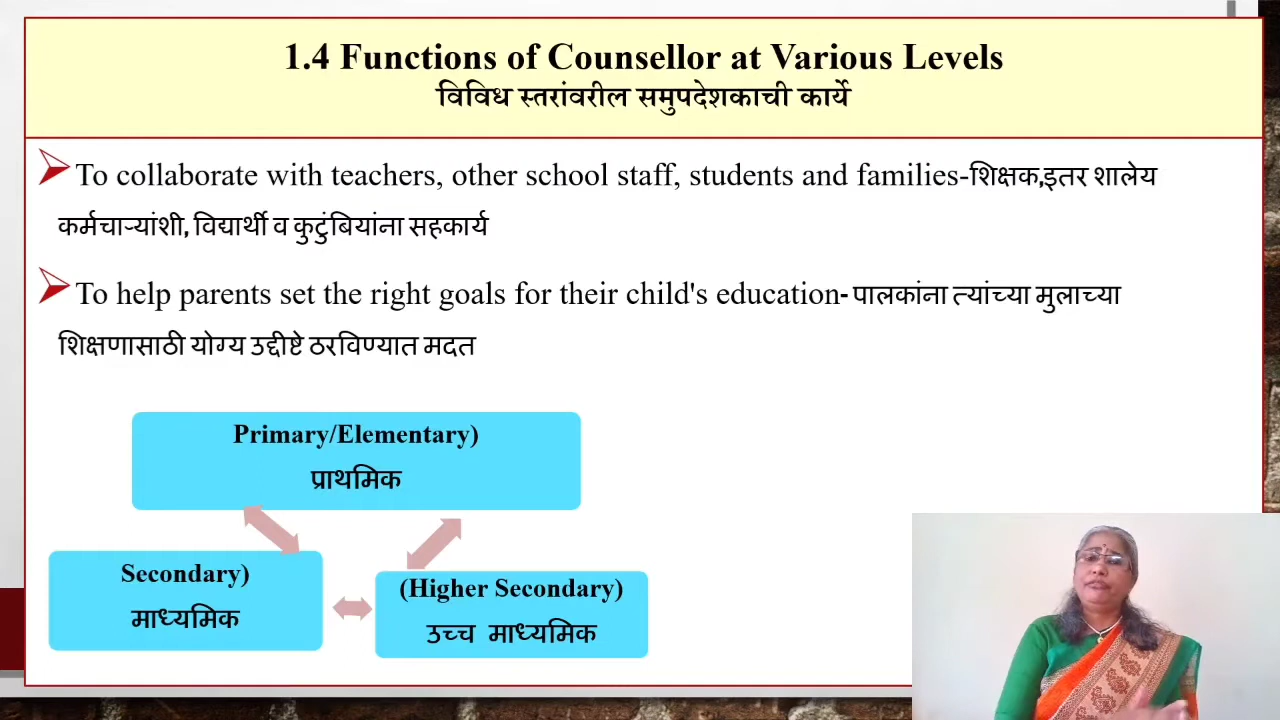 1.4 Functions of Counsellor at Various Levels
विविध स्तरांवरील समुपदेशकाची कार्ये
To collaborate with teachers, other school staff, students and families-शिक्षक,इतर शालेय
कर्मचाऱ्यांशी, विद्यार्थी व कुटुंबियांना सहकार्य
To help parents set the right goals for their child's education- पालकांना त्यांच्या मुलाच्या
शिक्षणासाठी योग्य उद्दीष्टे ठरविण्यात मदत
Primary/Elementary)
प्राथमिक
Secondary)
माध्यमिक
(Higher Secondary)
उच्च माध्यमिक